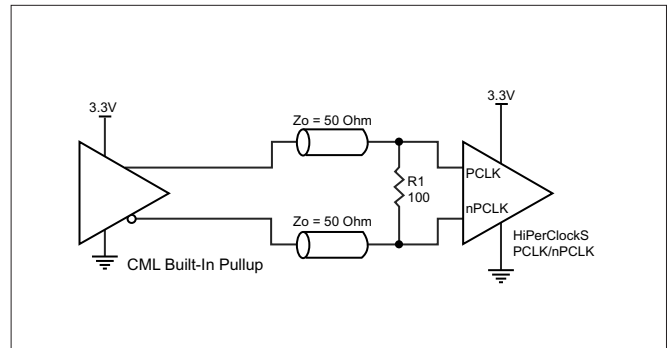 3.3V
Zo = 50 Ohm
3.3V
PCLK
R1
100
nPCLK
Zo = 50 Ohm
HiPerClockS
PCLK/nPCLK
CML Built-In Pullup